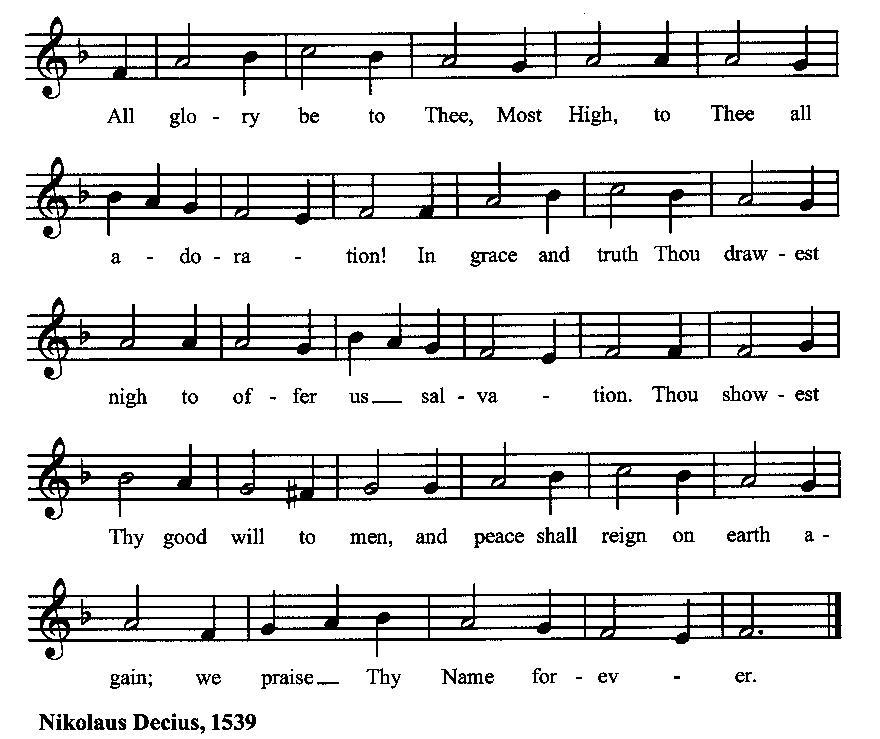 All glo - ry be to Thee, Most High, to Thee all
a - do - ra - tion! In grace and truth Thou draw - est
nigh to of - fer us__ sal - va - tion. Thou show - est
Thy good will to men, and peace shall reign on earth a -
gain; we praise__ Thy Name for - ev - er.
Nikolaus Decius, 1539